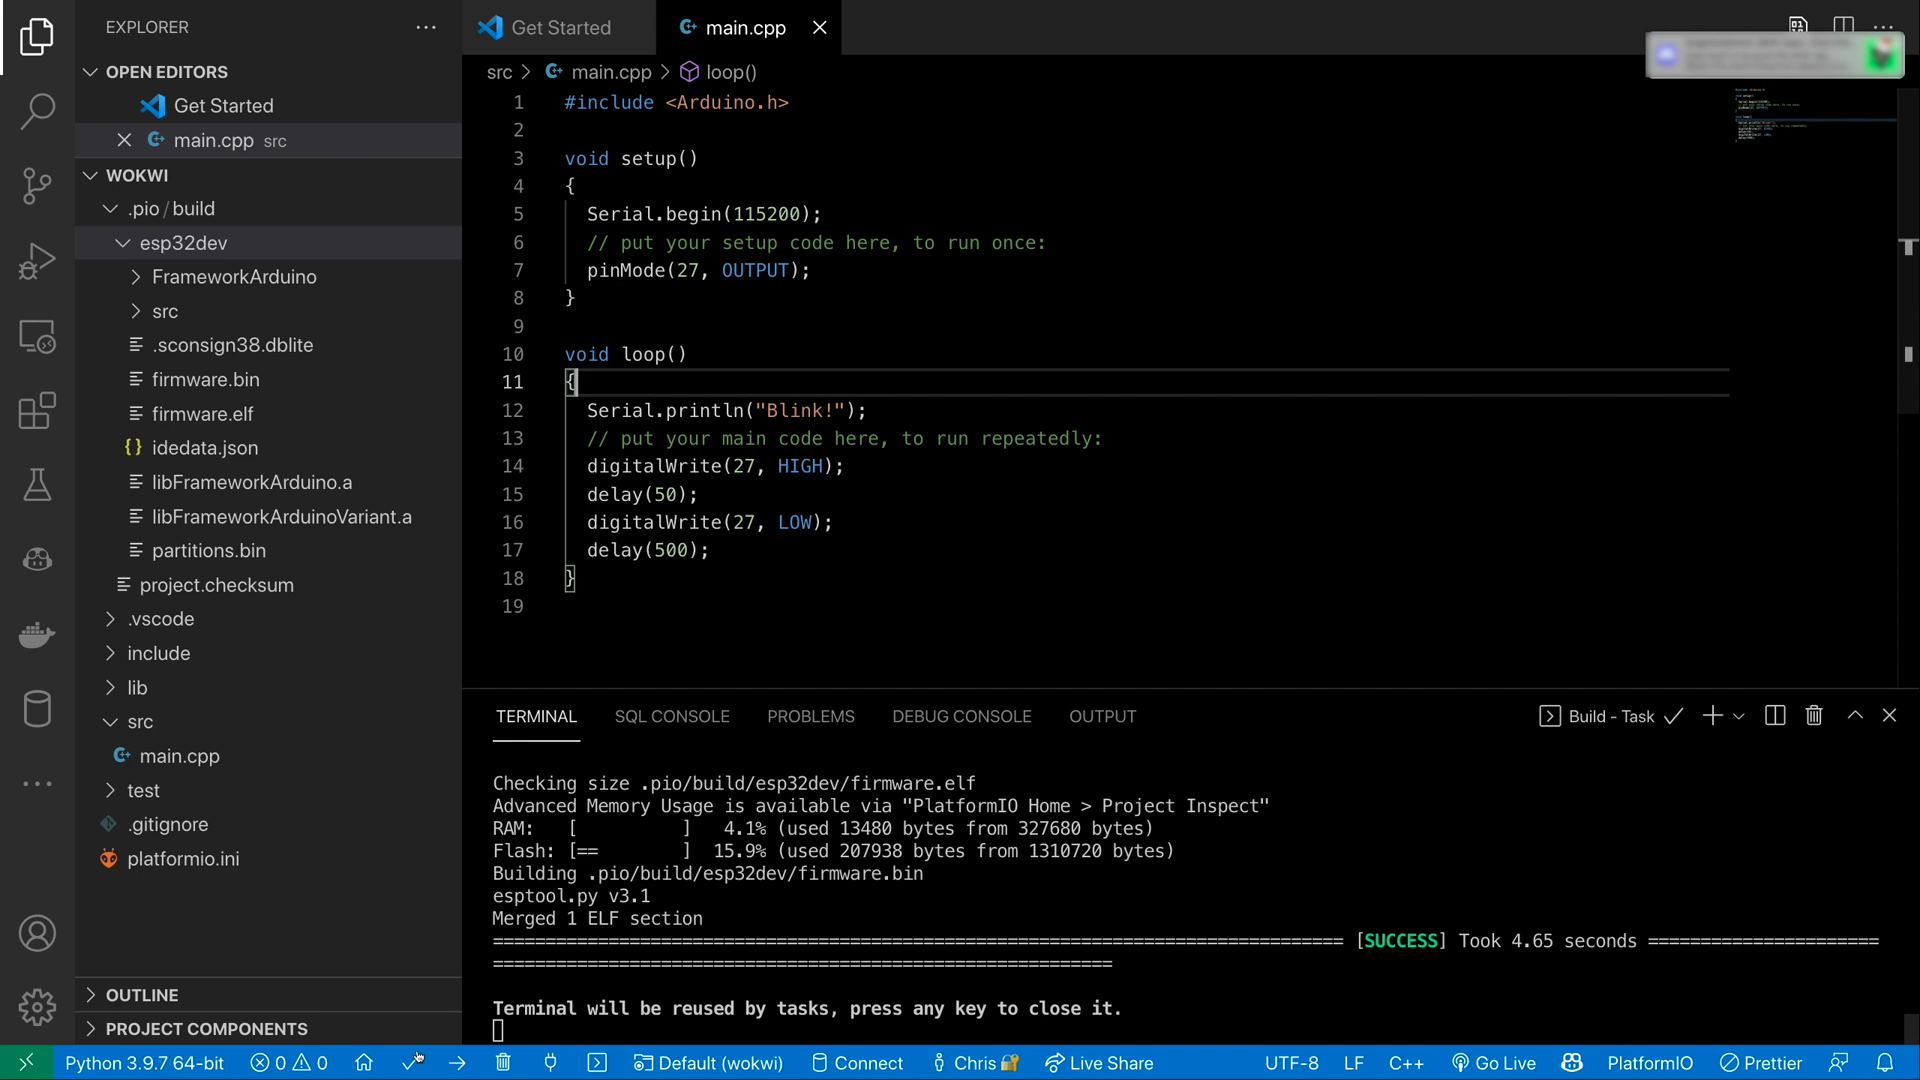 EXPLORER
OPEN EDITORS
Get Started
main.cpp src
WOKWI
.pio / build
esp32dev
FrameworkArduino
src
.sconsign38.dblite
firmware.bin
firmware.elf
{} idedata.json
libFrameworkArduino.a
libFrameworkArduinoVariant.a
partitions.bin
project.checksum
.vscode
include
lib
src
main.cpp
test
.gitignore
platformio.ini
OUTLINE
PROJECT COMPONENTS
Get Started
main.cpp
src > main.cpp > loop()
1 #include <Arduino.h>
2
3 void setup()
4 {
5 Serial.begin(115200);
6 // put your setup code here, to run once:
7 pinMode(27, OUTPUT);
8 }
9
10 void loop()
11 {
12 Serial.println("Blink!");
13 // put your main code here, to run repeatedly:
14 digitalWrite(27, HIGH);
15 delay(50);
16 digitalWrite(27, LOW);
17 delay(500);
18 }
19
TERMINAL SQL CONSOLE PROBLEMS DEBUG CONSOLE OUTPUT
Build - Task
Checking size .pio/build/esp32dev/firmware.elf
Advanced Memory Usage is available via "PlatformIO Home > Project Inspect"
RAM: [ ] 4.1% (used 13480 bytes from 327680 bytes)
Flash: [== ] 15.9% (used 207938 bytes from 1310720 bytes)
Building .pio/build/esp32dev/firmware.bin
esptool.py v3.1
Merged 1 ELF section
[SUCCESS] Took 4.65 seconds
Terminal will be reused by tasks, press any key to close it.
Python 3.9.7 64-bit 0 0 Default (wokwi) Connect Chris Live Share UTF-8 LF C++ Go Live PlatformIO Prettier